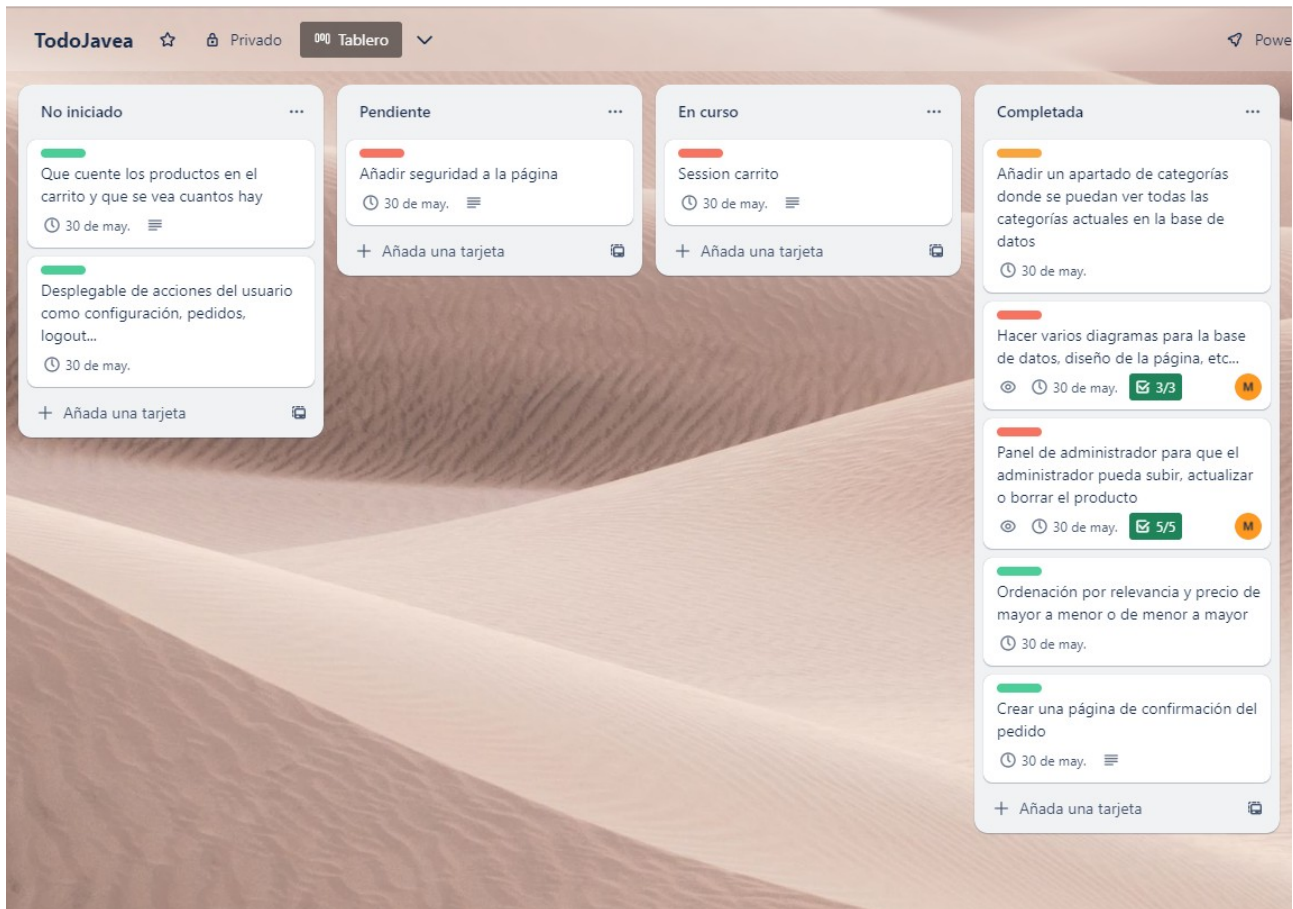 TodoJavea
Privado
Tablero
Powe
No iniciado
Que cuente los productos en el
carrito y que se vea cuantos hay
30 de may.
Desplegable de acciones del usuario
como configuración, pedidos,
logout...
30 de may.
+ Añada una tarjeta
Pendiente
Añadir seguridad a la página
30 de may.
+ Añada una tarjeta
En curso
Session carrito
30 de may.
+ Añada una tarjeta
Completada
Añadir un apartado de categorías
donde se puedan ver todas las
categorías actuales en la base de
datos
30 de may.
Hacer varios diagramas para la base
de datos, diseño de la página, etc...
30 de may. 3/3 M
Panel de administrador para que el
administrador pueda subir, actualizar
o borrar el producto
30 de may. 5/5 M
Ordenación por relevancia y precio de
mayor a menor o de menor a mayor
30 de may.
Crear una página de confirmación del
pedido
30 de may.
+ Añada una tarjeta